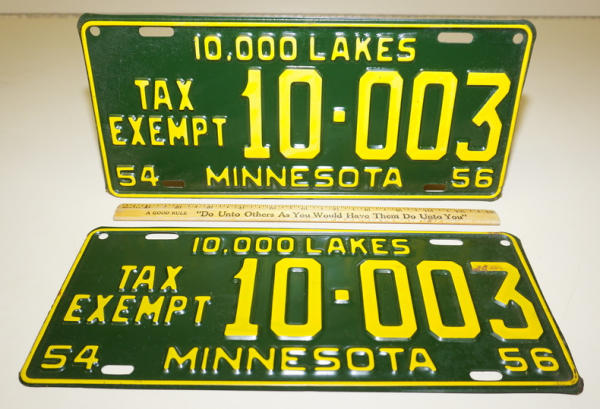 10,000 LAKES
TAX
EXEMPT
10·003
54 MINNESOTA 56
A GOOD RULE "Do Unto Others As You Would Have Them Do Unto You"
10,000 LAKES
TAX
EXEMPT
10·003
54 MINNESOTA 56